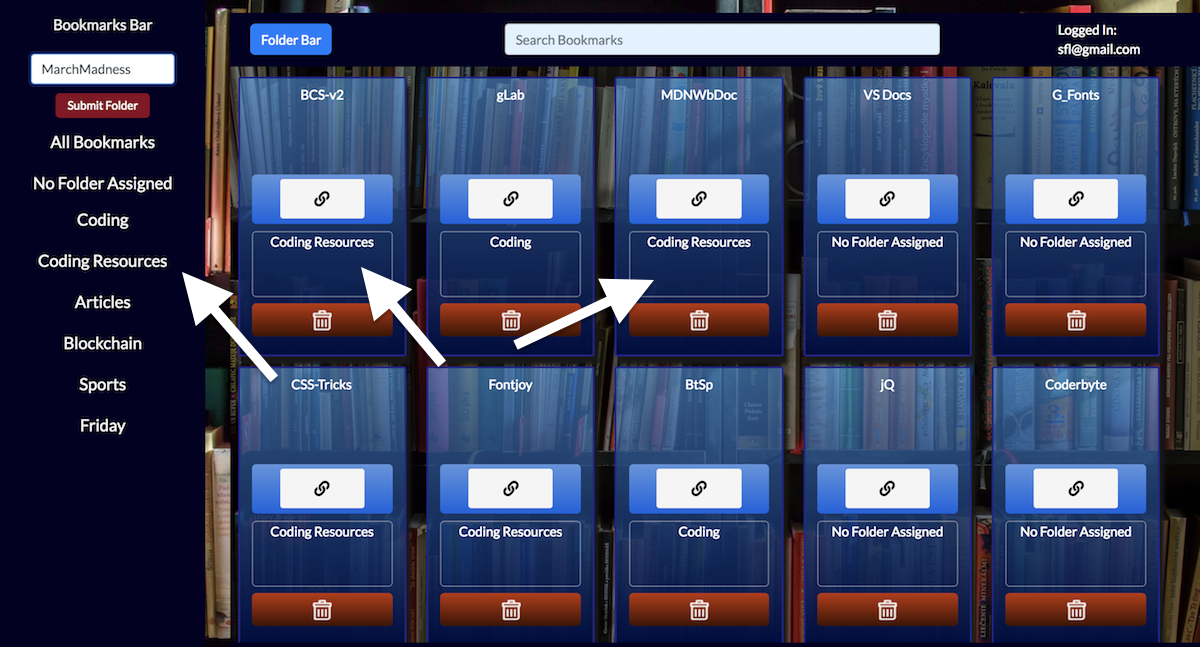 Bookmarks Bar
MarchMadness
Submit Folder
All Bookmarks
No Folder Assigned
Coding
Coding Resources
Articles
Blockchain
Sports
Friday
Folder Bar
Search Bookmarks
Logged In:
sfl@gmail.com
BCS-v2
Coding Resources
gLab
Coding
MDNWbDoc
Coding Resources
VS Docs
No Folder Assigned
G_Fonts
No Folder Assigned
CSS-Tricks
Coding Resources
Fontjoy
Coding Resources
BtSp
Coding
jQ
No Folder Assigned
Coderbyte
No Folder Assigned